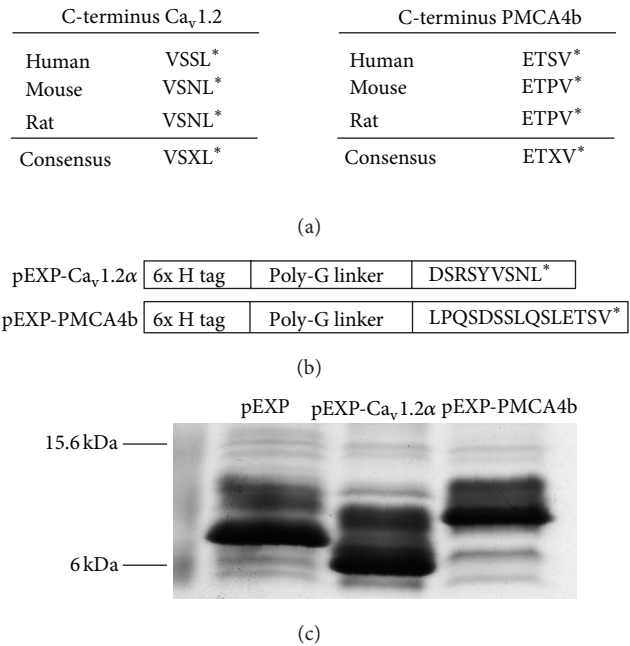 C-terminus Caᵥ1.2
Human VSSL*
Mouse VSNL*
Rat VSNL*
Consensus VSXL*
C-terminus PMCA4b
Human ETSV*
Mouse ETPV*
Rat ETPV*
Consensus ETXV*
(a)
pEXP-Caᵥ1.2α 6x H tag Poly-G linker DSRSYVSNL*
pEXP-PMCA4b 6x H tag Poly-G linker LPQSDSSLQSLETSV*
(b)
pEXP pEXP-Caᵥ1.2α pEXP-PMCA4b
15.6 kDa
6 kDa
(c)